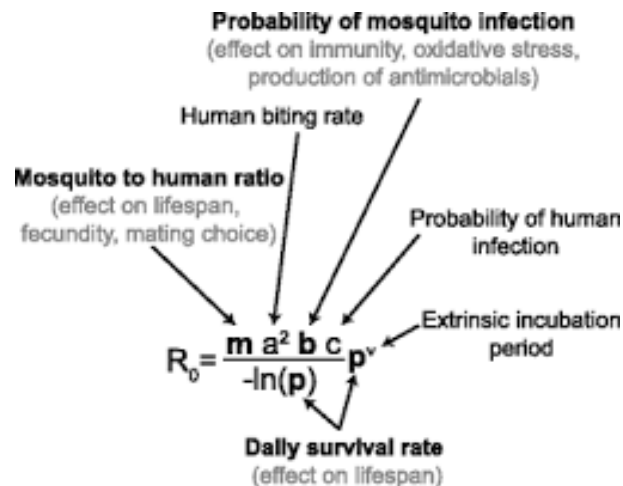 Probability of mosquito infection
(effect on immunity, oxidative stress,
production of antimicrobials)
Human biting rate
Mosquito to human ratio
(effect on lifespan,
fecundity, mating choice)
Probability of human
infection
Extrinsic incubation
period
m a² b c
R₀= pᵛ
-ln(p)
Daily survival rate
(effect on lifespan)